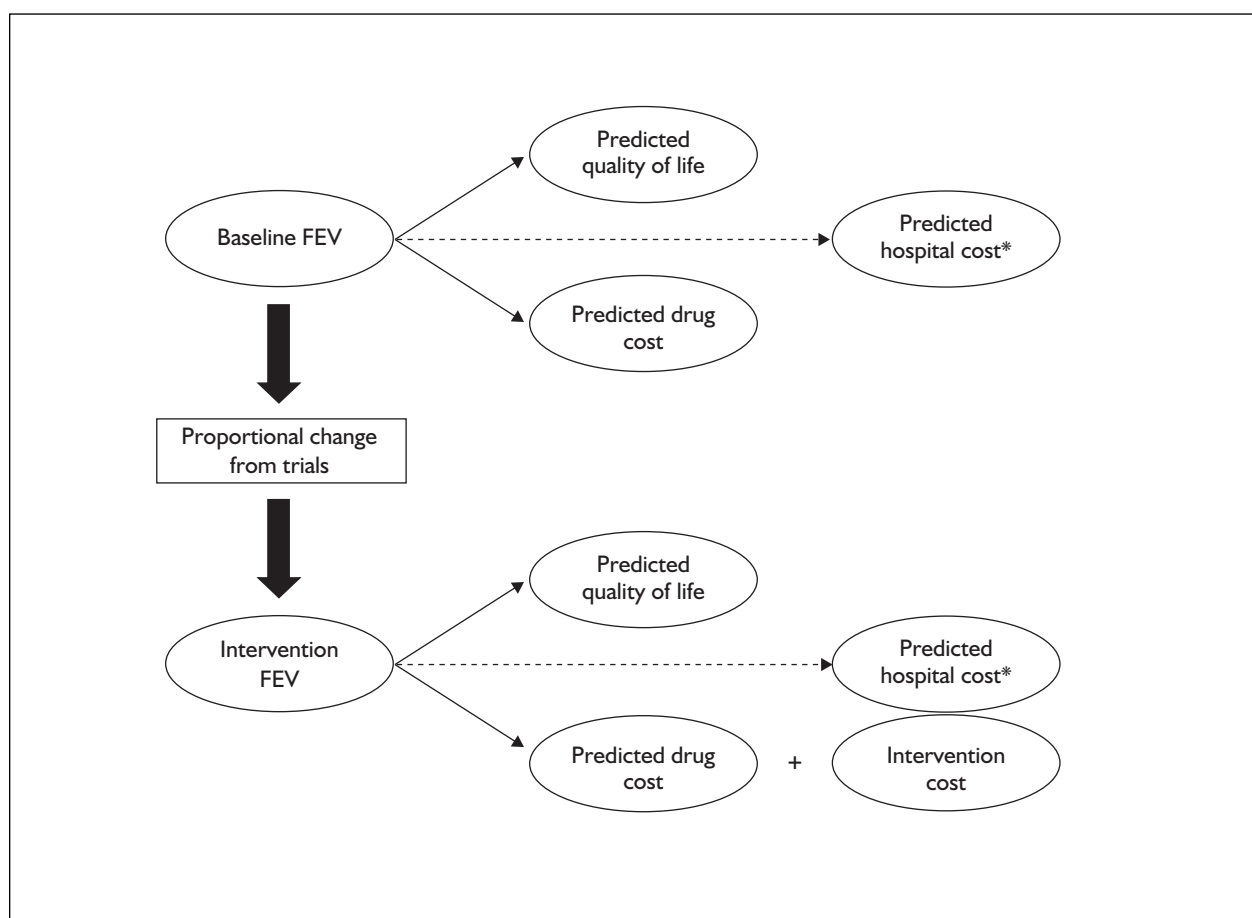 Predicted
quality of life
Baseline FEV
Predicted
hospital cost*
Predicted drug
cost
Proportional change
from trials
Predicted
quality of life
Intervention
FEV
Predicted
hospital cost*
Predicted drug
cost
+
Intervention
cost